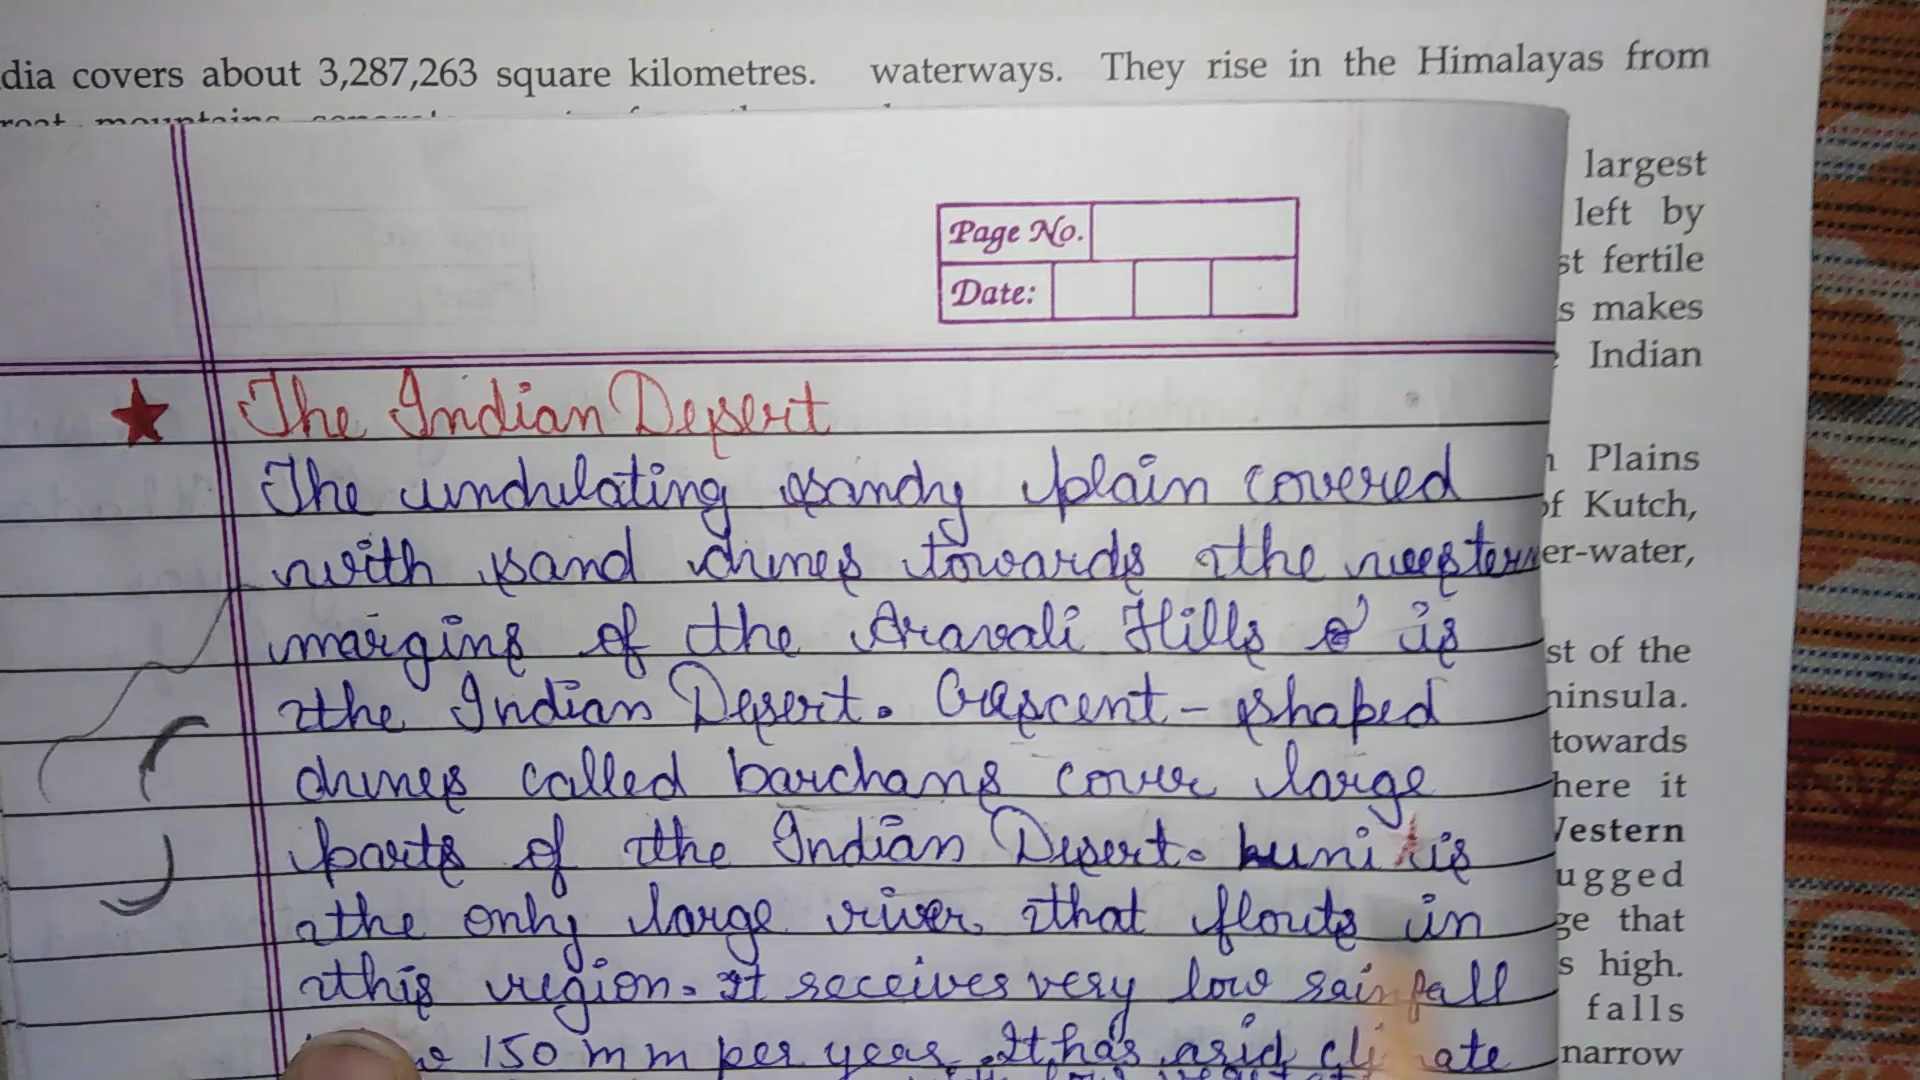 dia covers about 3,287,263 square kilometres.
waterways. They rise in the Himalayas from
largest
left by
st fertile
s makes
Indian
Plains
of Kutch,
er-water,
st of the
ninsula.
towards
here it
Western
ugged
ge that
s high.
falls
narrow
Page No.
Date:
The Indian Desert
The undulating sandy plain covered
with sand dunes towards the western
margins of the Aravali Hills is
the Indian Desert. Crescent-shaped
dunes called barchans cover large
parts of the Indian Desert. Luni is
the only large river that flows in
this region. It receives very low rainfall
150 mm per year. It has arid climate